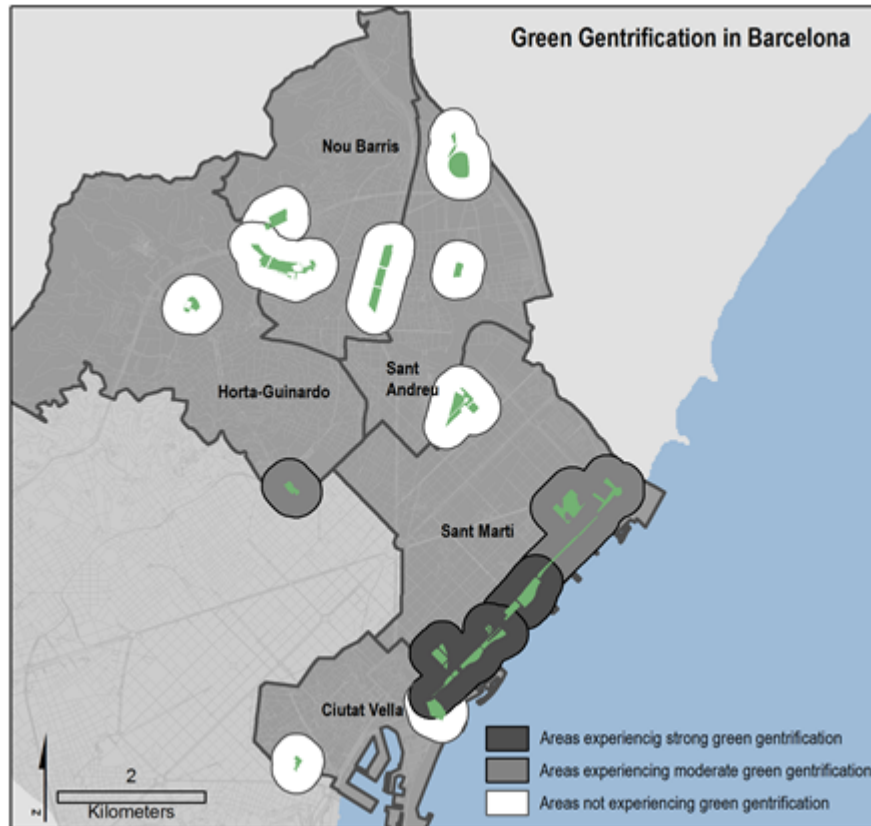 Green Gentrification in Barcelona
Nou Barris
Sant
Andreu
Horta-Guinardo
Sant Marti
Ciutat Vella
Areas experiencig strong green gentrification
Areas experiencing moderate green gentrification
Areas not experiencing green gentrification
2
Kilometers
z